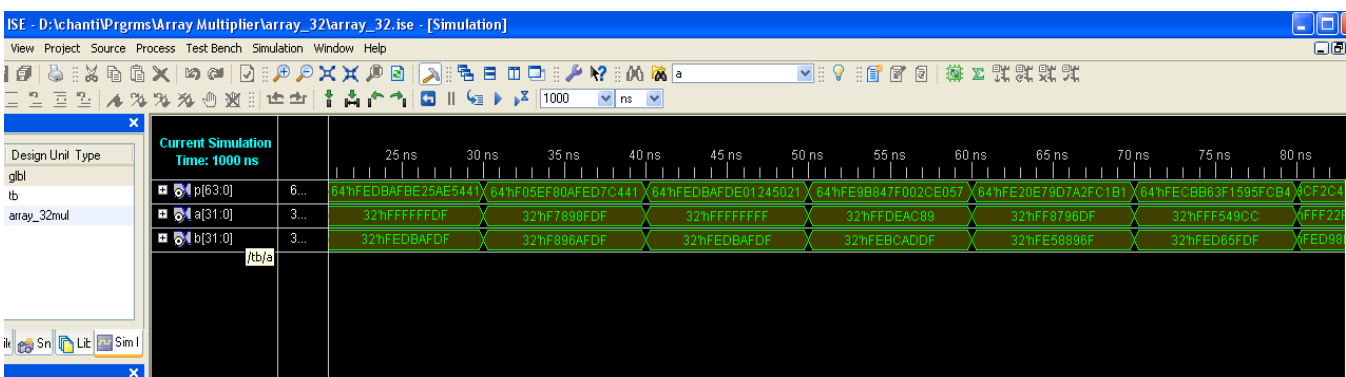 ISE - D:\chanti\Prgrms\Array Multiplier\array_32\array_32.ise - [Simulation]
View Project Source Process Test Bench Simulation Window Help
a
1000 ns
Current Simulation
Time: 1000 ns
25 ns 30 ns 35 ns 40 ns 45 ns 50 ns 55 ns 60 ns 65 ns 70 ns 75 ns 80 ns
Design Unit Type
glbl
tb
array_32mul
p[63:0] 6... 64'hFEDBAFBE25AE5441 64'hF05EF80AFED7C441 64'hFEDBAFDE01245021 64'hFE9B847F002CE057 64'hFE20E79D7A2FC1B1 64'hECBB63F1595FCB4
a[31:0] 3... 32'hFFFFFFDF 32'hF7898FDF 32'hFFFFFFFF 32'hFFDEAC89 32'hFF8796DF 32'hFFF549CC
b[31:0] 3... 32'hFEDBAFDF 32'hF896AFDF 32'hFEDBAFDF 32'hFEBCADDF 32'hFE58896F 32'hFED65FDF
/tb/a
Sn Lit Sim